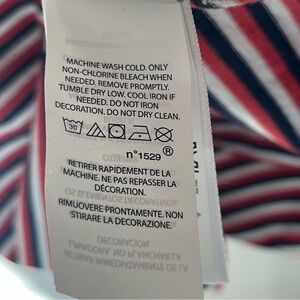 MACHINE WASH COLD. ONLY
NON-CHLORINE BLEACH WHEN
NEEDED. REMOVE PROMPTLY.
TUMBLE DRY LOW. COOL IRON IF
NEEDED. DO NOT IRON
DECORATION. DO NOT DRY CLEAN.
30
n°1529 ®
RETIRER RAPIDEMENT DE LA
MACHINE. NE PAS REPASSER LA
DÉCORATION.
RIMUOVERE PRONTAMENTE. NON
STIRARE LA DECORAZIONE.